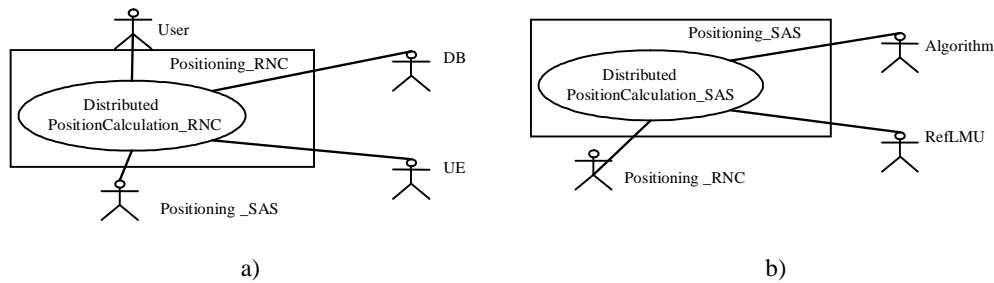 User
Positioning_RNC
DB
Distributed
PositionCalculation_RNC
UE
Positioning _SAS
a)
Positioning_SAS
Algorithm
Distributed
PositionCalculation_SAS
RefLMU
Positioning _RNC
b)